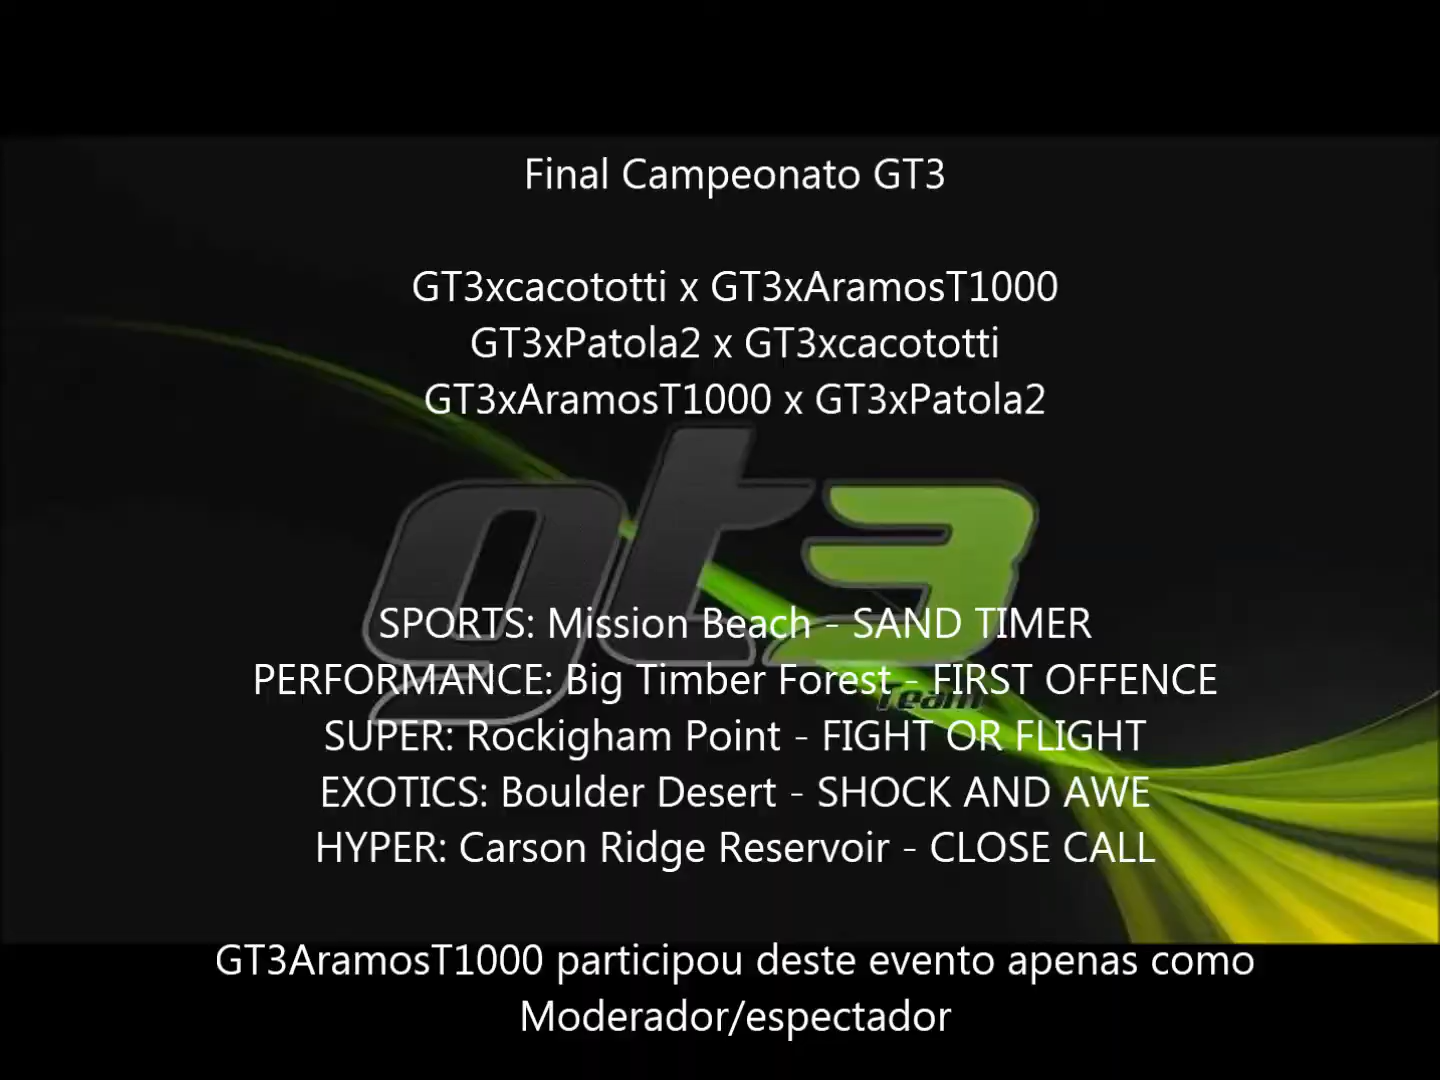 Final Campeonato GT3
GT3xcacototti x GT3xAramosT1000
GT3xPatola2 x GT3xcacototti
GT3xAramosT1000 x GT3xPatola2
gt3
SPORTS: Mission Beach - SAND TIMER
PERFORMANCE: Big Timber Forest - FIRST OFFENCE
Team
SUPER: Rockigham Point - FIGHT OR FLIGHT
EXOTICS: Boulder Desert - SHOCK AND AWE
HYPER: Carson Ridge Reservoir - CLOSE CALL
GT3AramosT1000 participou deste evento apenas como
Moderador/espectador